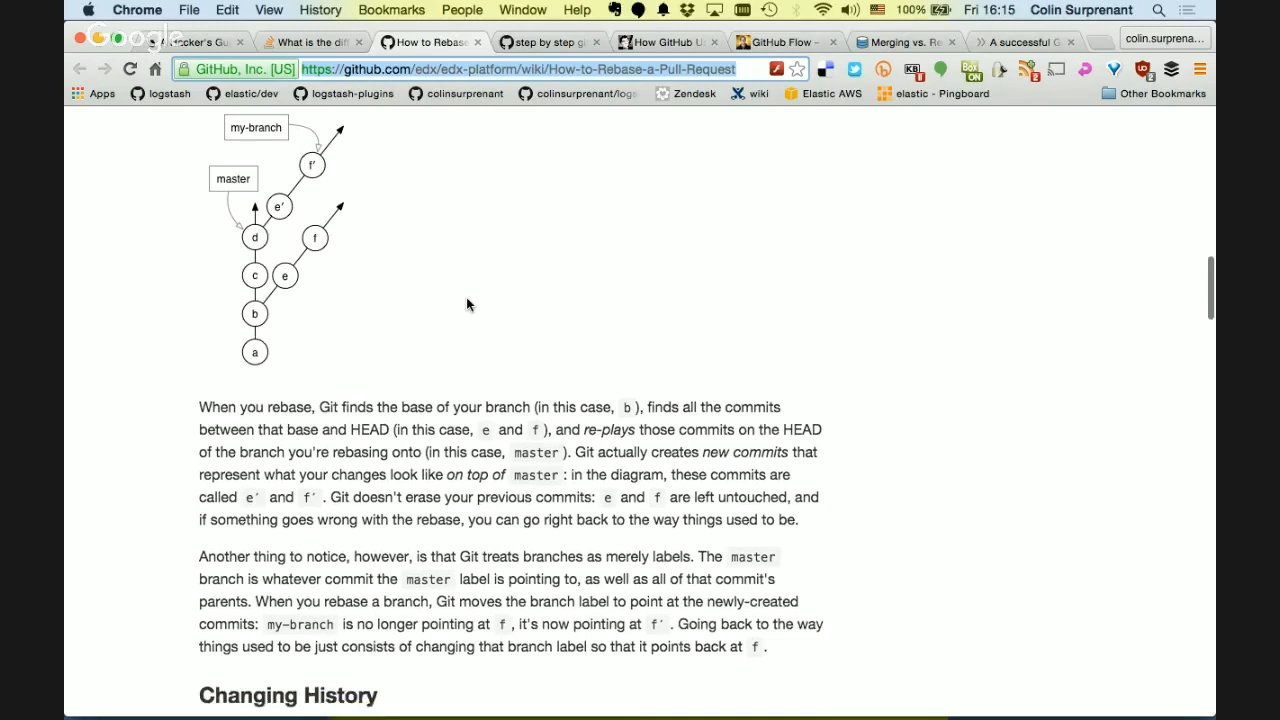 Chrome File Edit View History Bookmarks People Window Help 100% Fri 16:15 Colin Surprenant
Google
cker's Gu
What is the dif
How to Rebase
step by step gi
How GitHub U
GitHub Flow –
Merging vs. Re
A successful G
colin.surprena...
GitHub, Inc. [US] https://github.com/edx/edx-platform/wiki/How-to-Rebase-a-Pull-Request
Apps logstash elastic/dev logstash-plugins colinsurprenant colinsurprenant/logs Zendesk wiki Elastic AWS elastic - Pingboard Other Bookmarks
my-branch
f′
master
e′
d
f
c
e
b
a
When you rebase, Git finds the base of your branch (in this case, b ), finds all the commits
between that base and HEAD (in this case, e and f ), and re-plays those commits on the HEAD
of the branch you're rebasing onto (in this case, master ). Git actually creates new commits that
represent what your changes look like on top of master : in the diagram, these commits are
called e′ and f′ . Git doesn't erase your previous commits: e and f are left untouched, and
if something goes wrong with the rebase, you can go right back to the way things used to be.
Another thing to notice, however, is that Git treats branches as merely labels. The master
branch is whatever commit the master label is pointing to, as well as all of that commit's
parents. When you rebase a branch, Git moves the branch label to point at the newly-created
commits: my-branch is no longer pointing at f , it's now pointing at f′ . Going back to the way
things used to be just consists of changing that branch label so that it points back at f .
Changing History